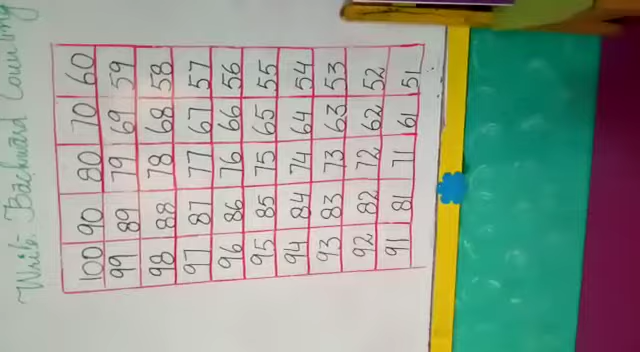 Write Backward Counting
100 90 80 70 60
99 89 79 69 59
98 88 78 68 58
97 87 77 67 57
96 86 76 66 56
95 85 75 65 55
94 84 74 64 54
93 83 73 63 53
92 82 72 62 52
91 81 71 61 51